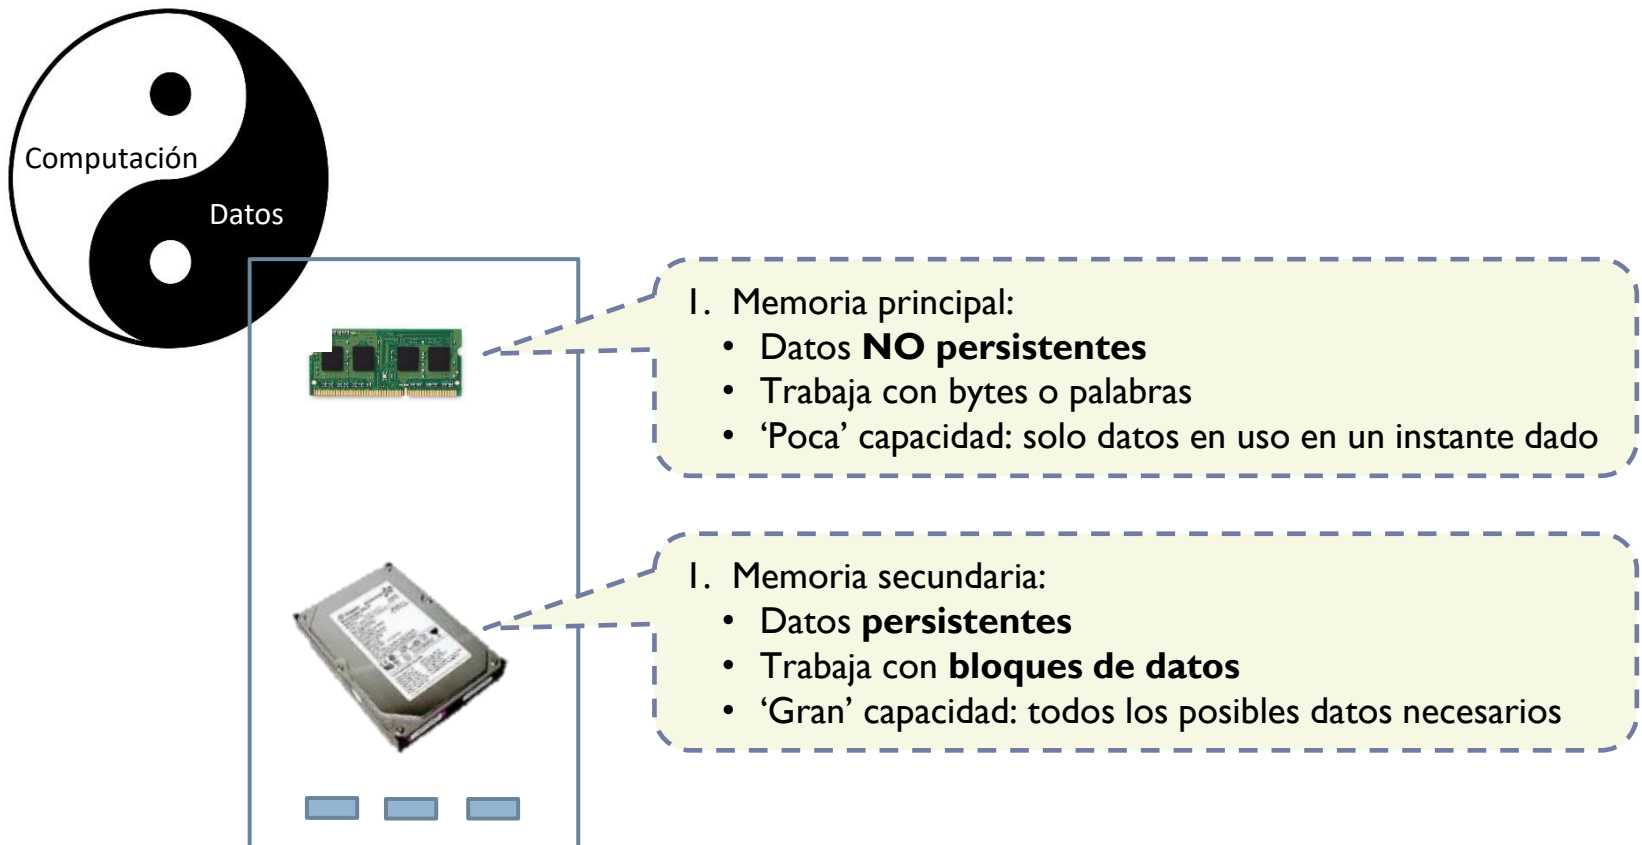 Computación
Datos
1. Memoria principal:
• Datos NO persistentes
• Trabaja con bytes o palabras
• ‘Poca’ capacidad: solo datos en uso en un instante dado
1. Memoria secundaria:
• Datos persistentes
• Trabaja con bloques de datos
• ‘Gran’ capacidad: todos los posibles datos necesarios